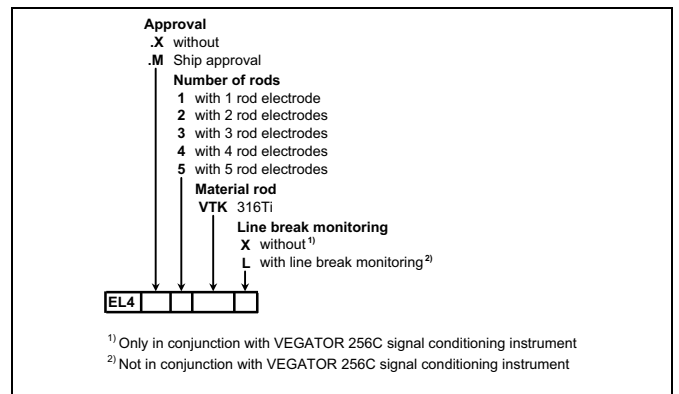 Approval
.X without
.M Ship approval
Number of rods
1 with 1 rod electrode
2 with 2 rod electrodes
3 with 3 rod electrodes
4 with 4 rod electrodes
5 with 5 rod electrodes
Material rod
VTK 316Ti
Line break monitoring
X without 1)
L with line break monitoring 2)
EL4
1) Only in conjunction with VEGATOR 256C signal conditioning instrument
2) Not in conjunction with VEGATOR 256C signal conditioning instrument